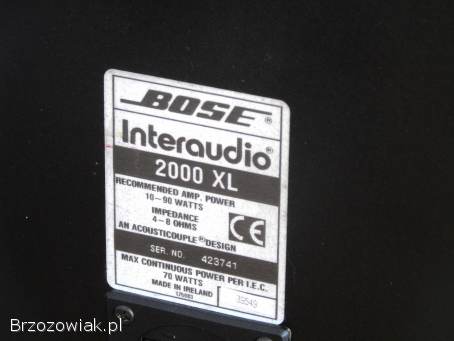 BOSE®
Interaudio®
2000 XL
RECOMMENDED AMP. POWER
10-90 WATTS
IMPEDANCE
4-8 OHMS
CE
AN ACOUSTICOUPLE® DESIGN
SER. NO. 423741
MAX CONTINUOUS POWER PER I.E.C.
70 WATTS
MADE IN IRELAND
Brzozowiak.pl